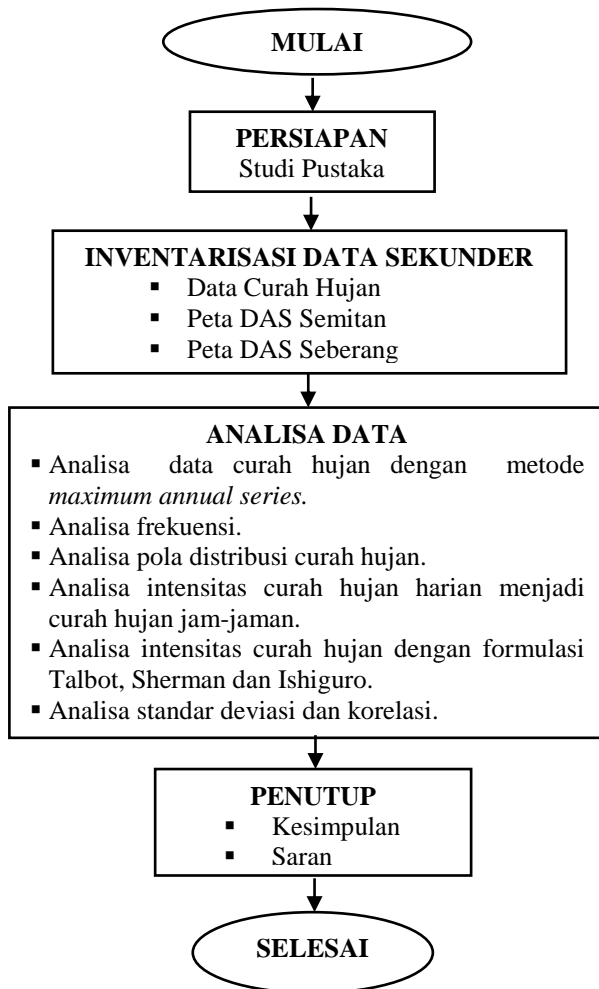 MULAI
PERSIAPAN
Studi Pustaka
INVENTARISASI DATA SEKUNDER
▪ Data Curah Hujan
▪ Peta DAS Semitan
▪ Peta DAS Seberang
ANALISA DATA
▪ Analisa data curah hujan dengan metode
maximum annual series.
▪ Analisa frekuensi.
▪ Analisa pola distribusi curah hujan.
▪ Analisa intensitas curah hujan harian menjadi
curah hujan jam-jaman.
▪ Analisa intensitas curah hujan dengan formulasi
Talbot, Sherman dan Ishiguro.
▪ Analisa standar deviasi dan korelasi.
PENUTUP
▪ Kesimpulan
▪ Saran
SELESAI